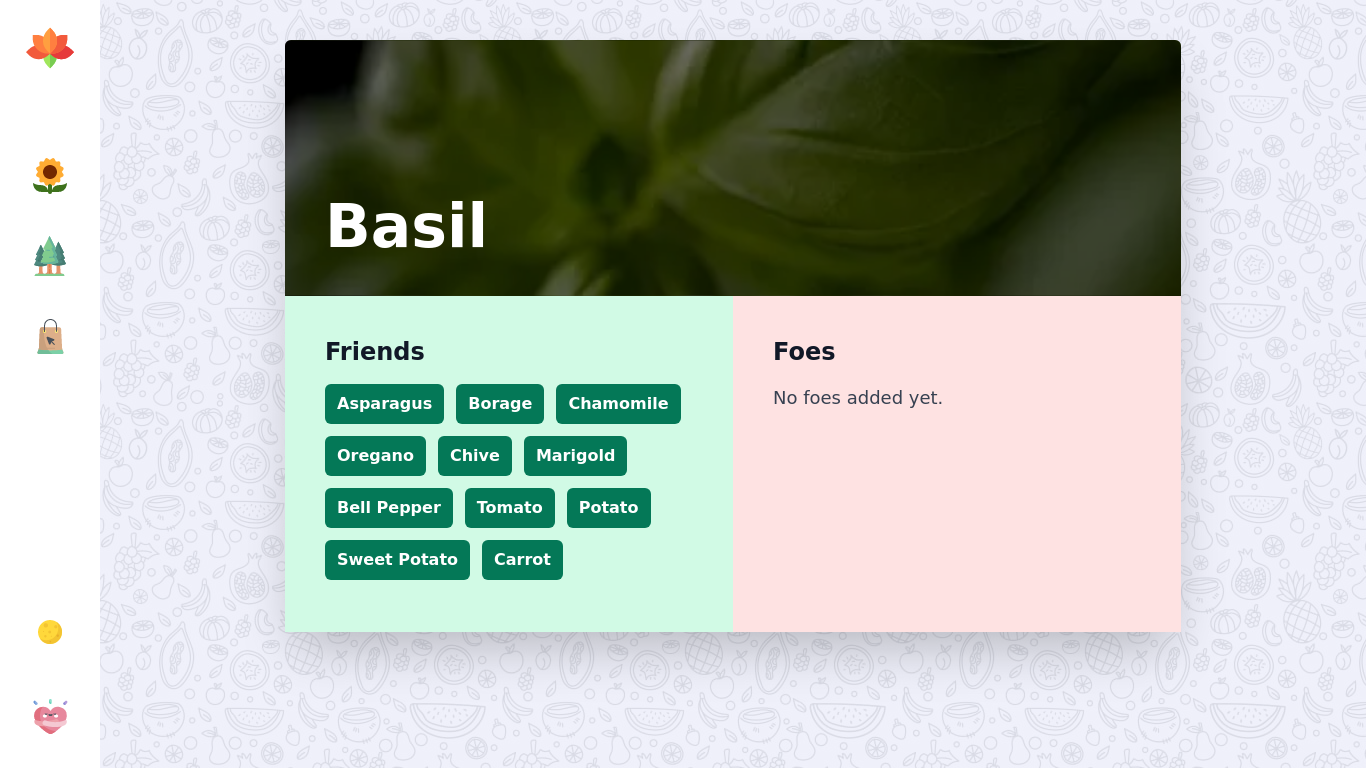 Basil
Friends
Foes
Asparagus Borage Chamomile
No foes added yet.
Oregano Chive Marigold
Bell Pepper Tomato Potato
Sweet Potato Carrot